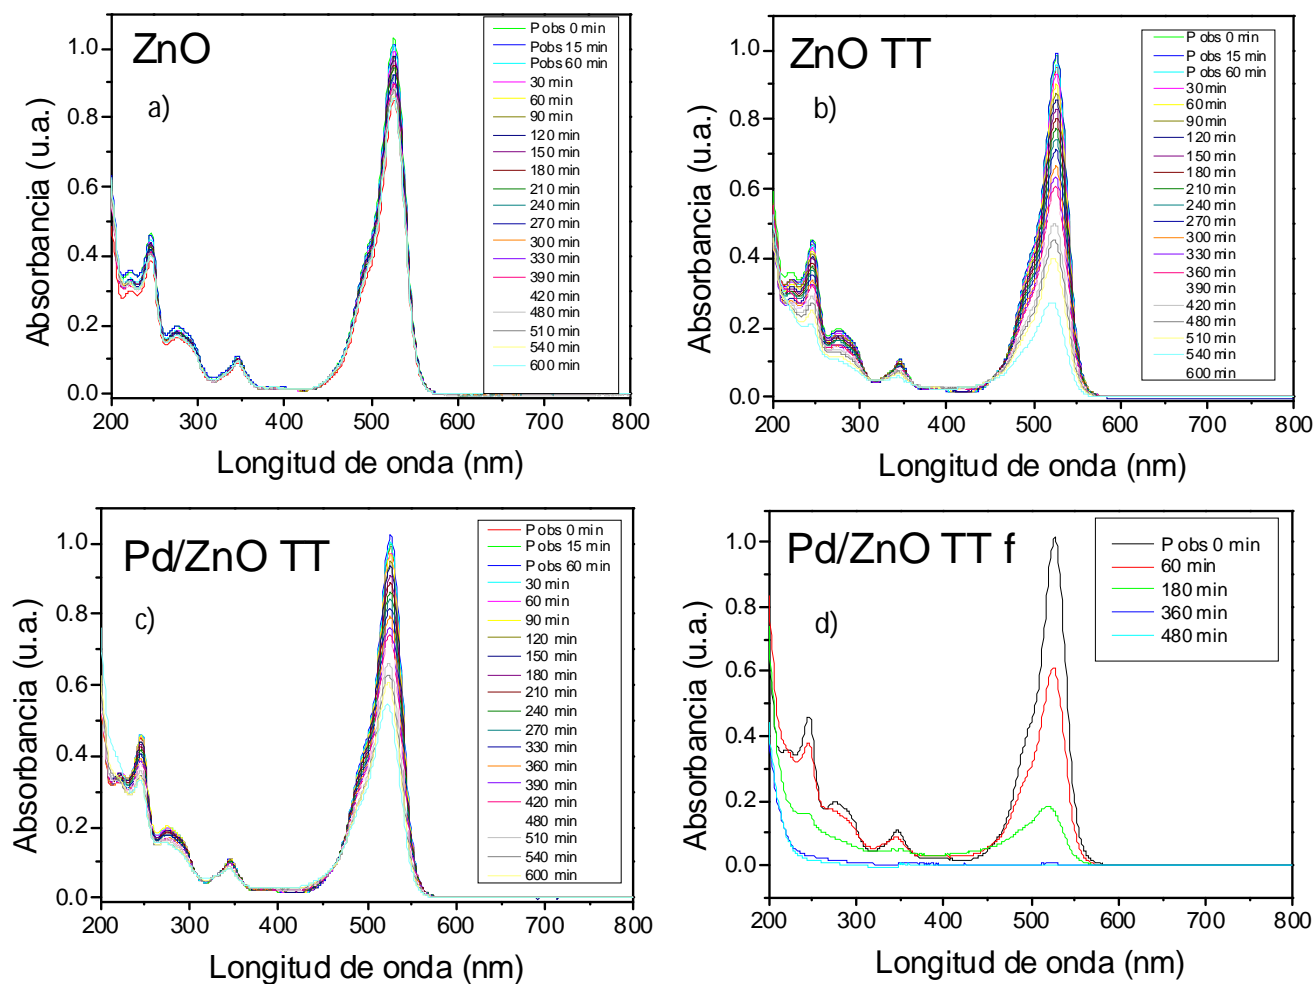 ZnO
a)
P obs 0 min
Pobs 15 min
Pobs 60 min
30 min
60 min
90 min
120 min
150 min
180 min
210 min
240 min
270 min
300 min
330 min
390 min
420 min
480 min
510 min
540 min
600 min
Absorbancia (u.a.)
1.0
0.8
0.6
0.4
0.2
0.0
200 300 400 500 600 700 800
Longitud de onda (nm)
ZnO TT
b)
P obs 0 min
P obs 15 min
P obs 60 min
30 min
60 min
90 min
120 min
150 min
180 min
210 min
240 min
270 min
300 min
330 min
360 min
390 min
420 min
480 min
510 min
540 min
600 min
Absorbancia (u.a.)
1.0
0.8
0.6
0.4
0.2
0.0
200 300 400 500 600 700 800
Longitud de onda (nm)
Pd/ZnO TT
c)
P obs 0 min
P obs 15 min
P obs 60 min
30 min
60 min
90 min
120 min
150 min
180 min
210 min
240 min
270 min
330 min
360 min
390 min
420 min
480 min
510 min
540 min
600 min
Absorbancia (u.a.)
1.0
0.8
0.6
0.4
0.2
0.0
200 300 400 500 600 700 800
Longitud de onda (nm)
Pd/ZnO TT f
d)
P obs 0 min
60 min
180 min
360 min
480 min
Absorbancia (u.a.)
1.0
0.8
0.6
0.4
0.2
0.0
200 300 400 500 600 700 800
Longitud de onda (nm)